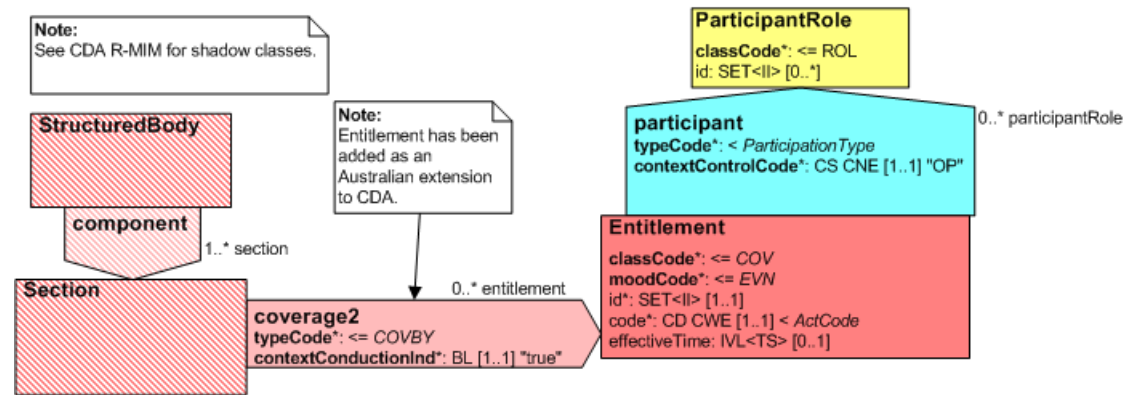 Note:
See CDA R-MIM for shadow classes.
ParticipantRole
classCode*: <= ROL
id: SET<II> [0..*]
StructuredBody
component
1..* section
Section
Note:
Entitlement has been
added as an
Australian extension
to CDA.
participant
typeCode*: < ParticipationType
contextControlCode*: CS CNE [1..1] "OP"
0..* participantRole
coverage2
typeCode*: <= COVBY
contextConductionInd*: BL [1..1] "true"
0..* entitlement
Entitlement
classCode*: <= COV
moodCode*: <= EVN
id*: SET<II> [1..1]
code*: CD CWE [1..1] < ActCode
effectiveTime: IVL<TS> [0..1]